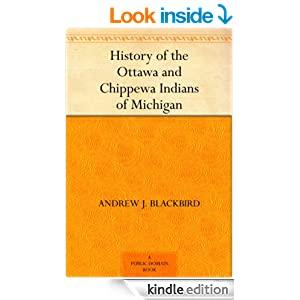 Look inside
History of the
Ottawa and
Chippewa Indians
of Michigan
ANDREW J. BLACKBIRD
A
PUBLIC DOMAIN
BOOK
kindle edition